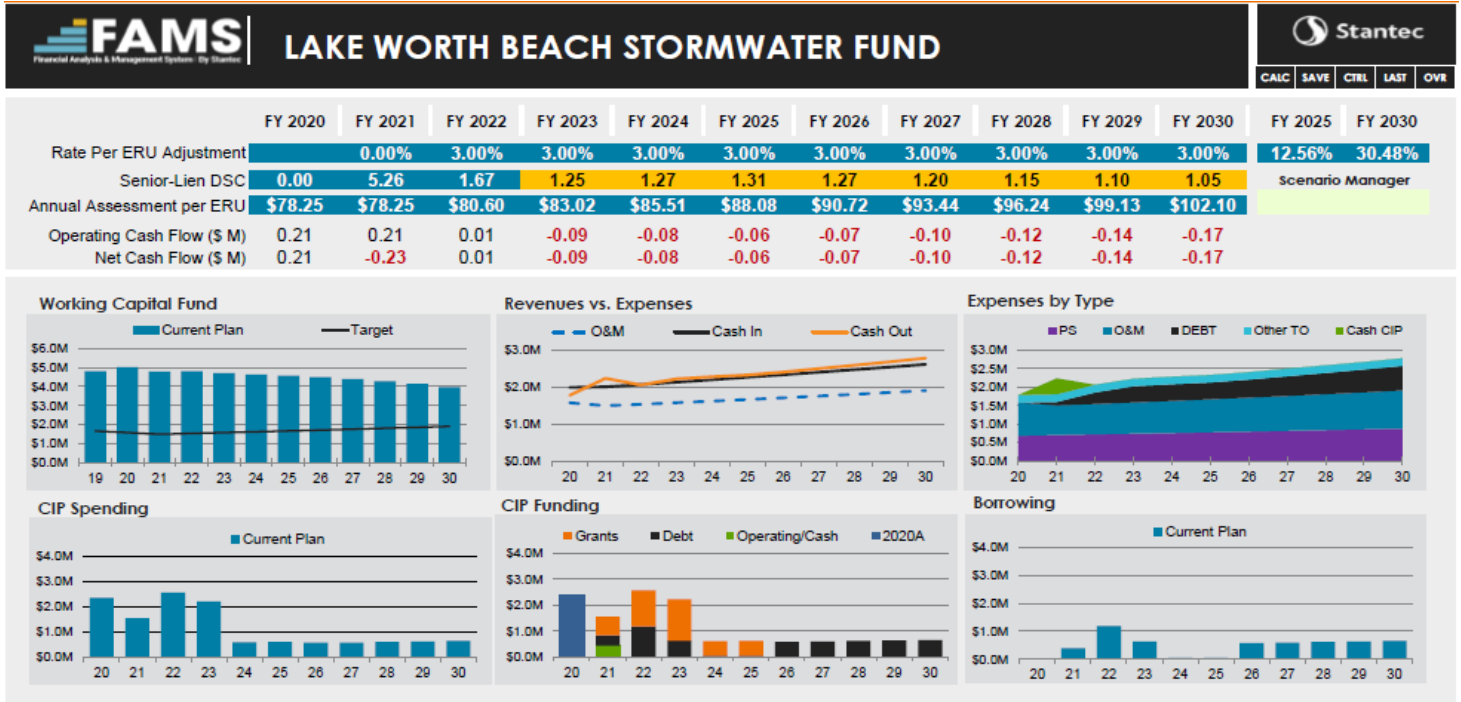 FAMS
Financial Analysis & Management System · By Stantec
LAKE WORTH BEACH STORMWATER FUND
Stantec
CALC SAVE CTRL LAST OVR
FY 2020 FY 2021 FY 2022 FY 2023 FY 2024 FY 2025 FY 2026 FY 2027 FY 2028 FY 2029 FY 2030 FY 2025 FY 2030
Rate Per ERU Adjustment 0.00% 3.00% 3.00% 3.00% 3.00% 3.00% 3.00% 3.00% 3.00% 3.00% 12.56% 30.48%
Senior-Lien DSC 0.00 5.26 1.67 1.25 1.27 1.31 1.27 1.20 1.15 1.10 1.05 Scenario Manager
Annual Assessment per ERU $78.25 $78.25 $80.60 $83.02 $85.51 $88.08 $90.72 $93.44 $96.24 $99.13 $102.10
Operating Cash Flow ($ M) 0.21 0.21 0.01 -0.09 -0.08 -0.06 -0.07 -0.10 -0.12 -0.14 -0.17
Net Cash Flow ($ M) 0.21 -0.23 0.01 -0.09 -0.08 -0.06 -0.07 -0.10 -0.12 -0.14 -0.17
Working Capital Fund
Current Plan Target
$6.0M
$5.0M
$4.0M
$3.0M
$2.0M
$1.0M
$0.0M
19 20 21 22 23 24 25 26 27 28 29 30
Revenues vs. Expenses
O&M Cash In Cash Out
$3.0M
$2.0M
$1.0M
$0.0M
20 21 22 23 24 25 26 27 28 29 30
Expenses by Type
PS O&M DEBT Other TO Cash CIP
$3.0M
$2.5M
$2.0M
$1.5M
$1.0M
$0.5M
$0.0M
20 21 22 23 24 25 26 27 28 29 30
CIP Spending
Current Plan
$4.0M
$3.0M
$2.0M
$1.0M
$0.0M
20 21 22 23 24 25 26 27 28 29 30
CIP Funding
Grants Debt Operating/Cash 2020A
$4.0M
$3.0M
$2.0M
$1.0M
$0.0M
20 21 22 23 24 25 26 27 28 29 30
Borrowing
Current Plan
$4.0M
$3.0M
$2.0M
$1.0M
$0.0M
20 21 22 23 24 25 26 27 28 29 30